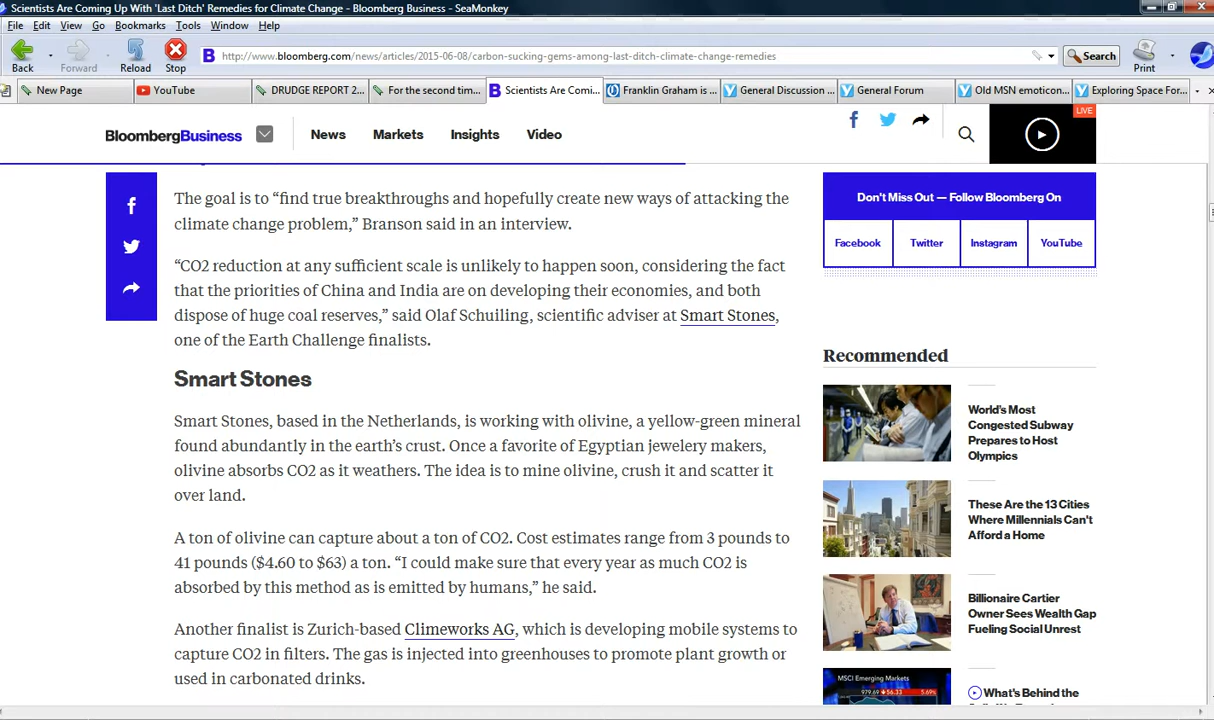 Scientists Are Coming Up With 'Last Ditch' Remedies for Climate Change - Bloomberg Business - SeaMonkey
File Edit View Go Bookmarks Tools Window Help
Back Forward Reload Stop
http://www.bloomberg.com/news/articles/2015-06-08/carbon-sucking-gems-among-last-ditch-climate-change-remedies
Search
Print
New Page
YouTube
DRUDGE REPORT 2...
For the second tim...
Scientists Are Comi...
Franklin Graham is ...
General Discussion ...
General Forum
Old MSN emoticon...
Exploring Space For...
BloombergBusiness
News Markets Insights Video
LIVE
The goal is to “find true breakthroughs and hopefully create new ways of attacking the
climate change problem,” Branson said in an interview.
“CO2 reduction at any sufficient scale is unlikely to happen soon, considering the fact
that the priorities of China and India are on developing their economies, and both
dispose of huge coal reserves,” said Olaf Schuiling, scientific adviser at Smart Stones,
one of the Earth Challenge finalists.
Smart Stones
Smart Stones, based in the Netherlands, is working with olivine, a yellow-green mineral
found abundantly in the earth’s crust. Once a favorite of Egyptian jewelery makers,
olivine absorbs CO2 as it weathers. The idea is to mine olivine, crush it and scatter it
over land.
A ton of olivine can capture about a ton of CO2. Cost estimates range from 3 pounds to
41 pounds ($4.60 to $63) a ton. “I could make sure that every year as much CO2 is
absorbed by this method as is emitted by humans,” he said.
Another finalist is Zurich-based Climeworks AG, which is developing mobile systems to
capture CO2 in filters. The gas is injected into greenhouses to promote plant growth or
used in carbonated drinks.
Don't Miss Out — Follow Bloomberg On
Facebook Twitter Instagram YouTube
Recommended
World’s Most
Congested Subway
Prepares to Host
Olympics
These Are the 13 Cities
Where Millennials Can't
Afford a Home
Billionaire Cartier
Owner Sees Wealth Gap
Fueling Social Unrest
MSCI Emerging Markets
979.69 56.33 5.69%
What's Behind the